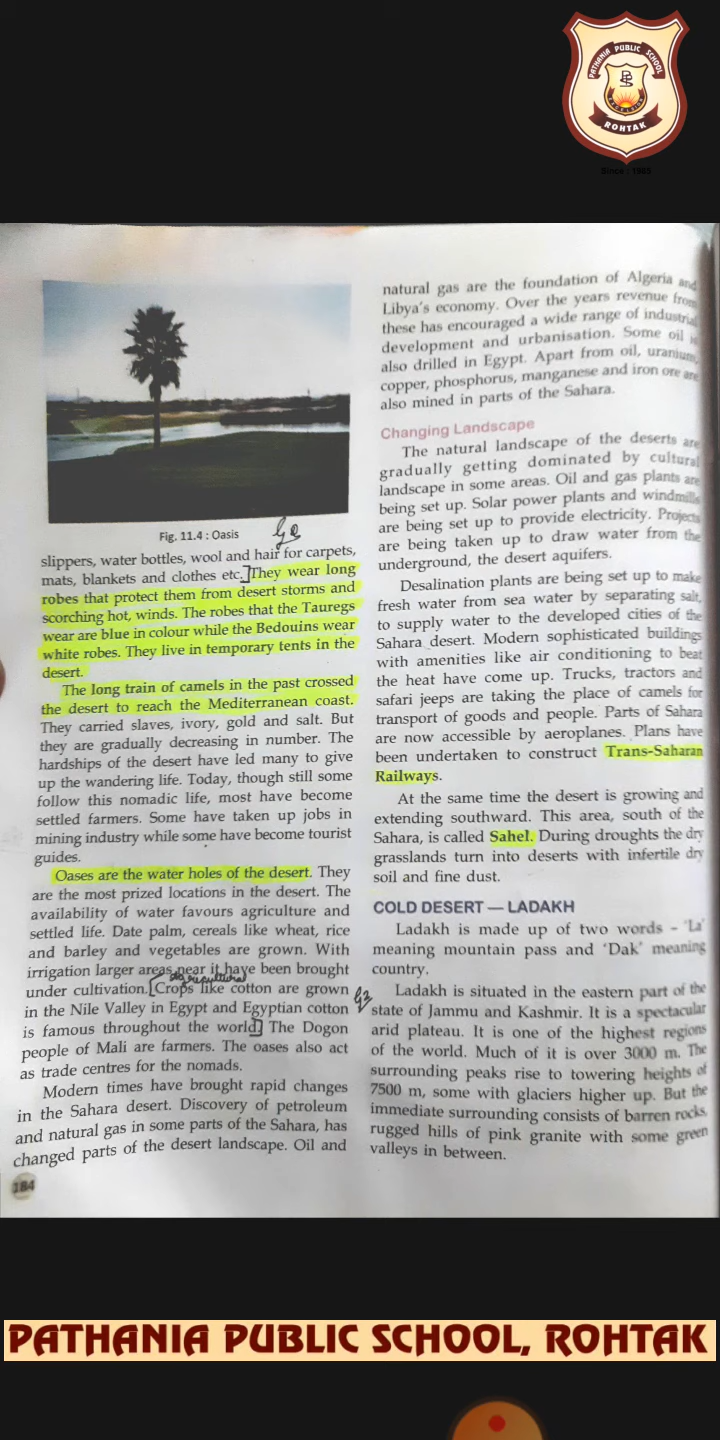 PATHANIA PUBLIC SCHOOL
ROHTAK
Since : 1985
Fig. 11.4 : Oasis
slippers, water bottles, wool and hair for carpets,
mats, blankets and clothes etc.] They wear long
robes that protect them from desert storms and
scorching hot, winds. The robes that the Tauregs
wear are blue in colour while the Bedouins wear
white robes. They live in temporary tents in the
desert.
The long train of camels in the past crossed
the desert to reach the Mediterranean coast.
They carried slaves, ivory, gold and salt. But
they are gradually decreasing in number. The
hardships of the desert have led many to give
up the wandering life. Today, though still some
follow this nomadic life, most have become
settled farmers. Some have taken up jobs in
mining industry while some have become tourist
guides.
Oases are the water holes of the desert. They
are the most prized locations in the desert. The
availability of water favours agriculture and
settled life. Date palm, cereals like wheat, rice
and barley and vegetables are grown. With
irrigation larger areas near it have been brought
under cultivation. [Crops like cotton are grown
in the Nile Valley in Egypt and Egyptian cotton
is famous throughout the world] The Dogon
people of Mali are farmers. The oases also act
as trade centres for the nomads.
Modern times have brought rapid changes
in the Sahara desert. Discovery of petroleum
and natural gas in some parts of the Sahara, has
changed parts of the desert landscape. Oil and
184
natural gas are the foundation of Algeria and
Libya's economy. Over the years revenue from
these has encouraged a wide range of industrial
development and urbanisation. Some oil is
also drilled in Egypt. Apart from oil, uranium,
copper, phosphorus, manganese and iron ore are
also mined in parts of the Sahara.
Changing Landscape
The natural landscape of the deserts are
gradually getting dominated by cultural
landscape in some areas. Oil and gas plants are
being set up. Solar power plants and windmills
are being set up to provide electricity. Projects
are being taken up to draw water from the
underground, the desert aquifers.
Desalination plants are being set up to make
fresh water from sea water by separating salt,
to supply water to the developed cities of the
Sahara desert. Modern sophisticated buildings
with amenities like air conditioning to beat
the heat have come up. Trucks, tractors and
safari jeeps are taking the place of camels for
transport of goods and people. Parts of Sahara
are now accessible by aeroplanes. Plans have
been undertaken to construct Trans-Saharan
Railways.
At the same time the desert is growing and
extending southward. This area, south of the
Sahara, is called Sahel. During droughts the dry
grasslands turn into deserts with infertile dry
soil and fine dust.
COLD DESERT — LADAKH
Ladakh is made up of two words – 'La'
meaning mountain pass and 'Dak' meaning
country.
Ladakh is situated in the eastern part of the
state of Jammu and Kashmir. It is a spectacular
arid plateau. It is one of the highest regions
of the world. Much of it is over 3000 m. The
surrounding peaks rise to towering heights of
7500 m, some with glaciers higher up. But the
immediate surrounding consists of barren rocks,
rugged hills of pink granite with some green
valleys in between.
PATHANIA PUBLIC SCHOOL, ROHTAK